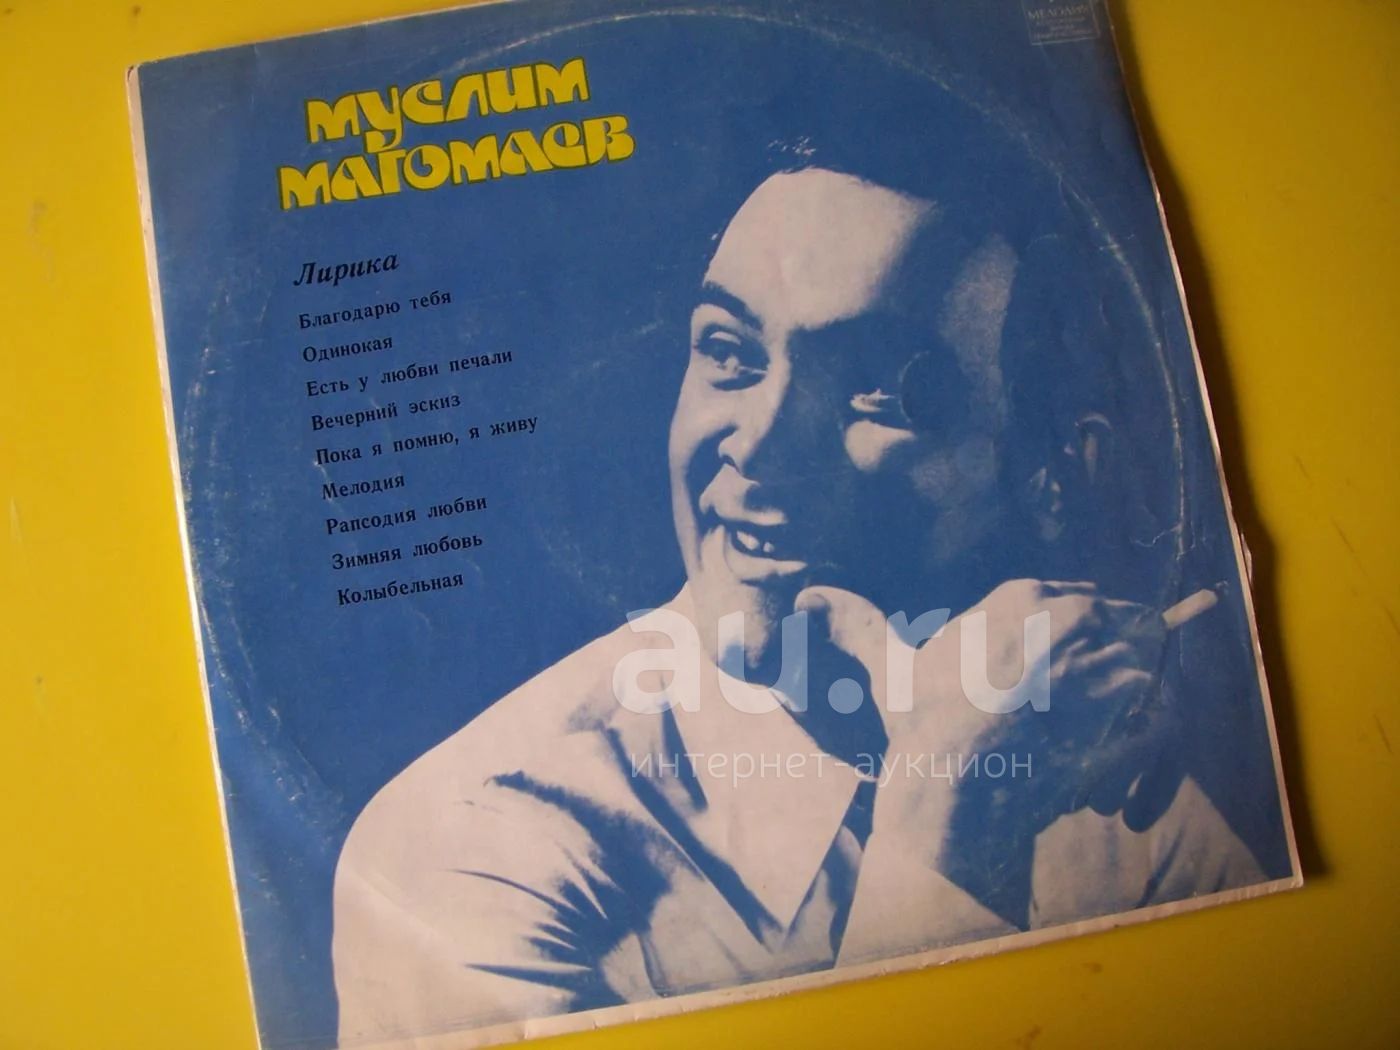 МЕЛОДИЯ
МУСЛИМ
МАГОМАЕВ
Лирика
Благодарю тебя
Одинокая
Есть у любви печали
Вечерний эскиз
Пока я помню, я живу
Мелодия
Рапсодия любви
Зимняя любовь
Колыбельная
au.ru
интернет-аукцион